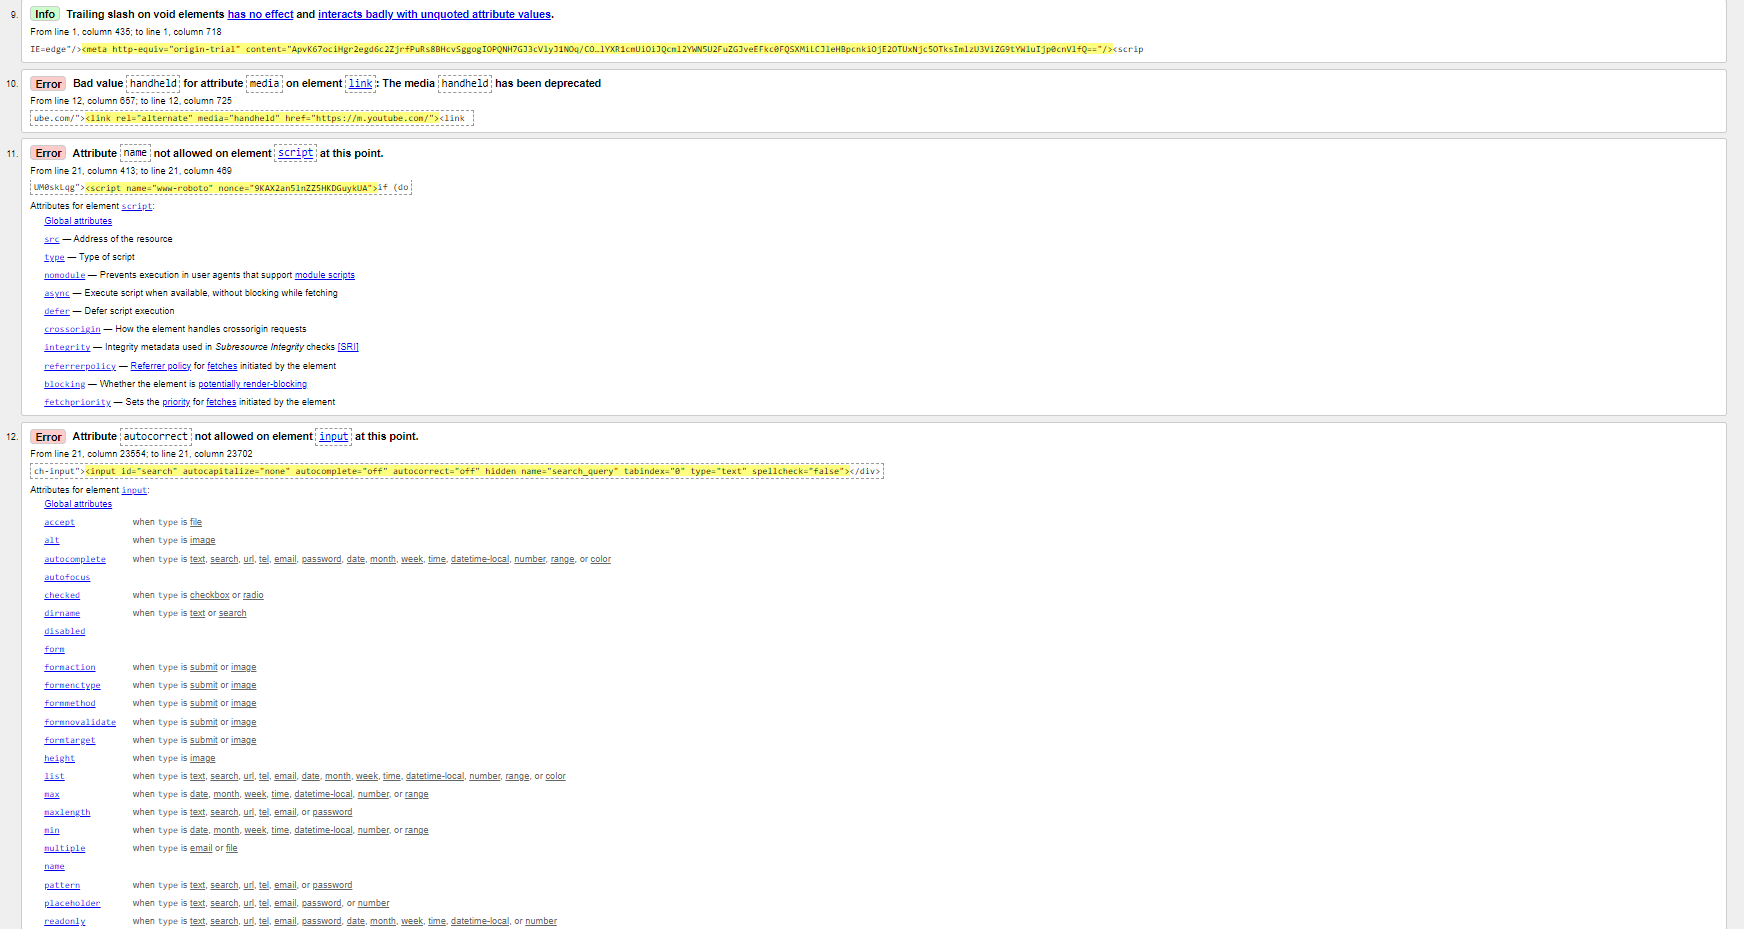 9. Info Trailing slash on void elements has no effect and interacts badly with unquoted attribute values.
From line 1, column 435; to line 1, column 718
10. Error Bad value handheld for attribute media on element link: The media handheld has been deprecated
From line 12, column 657; to line 12, column 725
ube.com/"><link rel="alternate" media="handheld" href="https://m.youtube.com/"><link
11. Error Attribute name not allowed on element script at this point.
From line 21, column 413; to line 21, column 469
UM0skLqg"><script name="www-roboto" nonce="9KAX2an5lnZZ5HKDGuykUA">if (do
Attributes for element script:
Global attributes
src — Address of the resource
type — Type of script
nomodule — Prevents execution in user agents that support module scripts
async — Execute script when available, without blocking while fetching
defer — Defer script execution
crossorigin — How the element handles crossorigin requests
integrity — Integrity metadata used in Subresource Integrity checks [SRI]
referrerpolicy — Referrer policy for fetches initiated by the element
blocking — Whether the element is potentially render-blocking
fetchpriority — Sets the priority for fetches initiated by the element
12. Error Attribute autocorrect not allowed on element input at this point.
From line 21, column 23554; to line 21, column 23702
ch-input"><input id="search" autocapitalize="none" autocomplete="off" autocorrect="off" hidden name="search_query" tabindex="0" type="text" spellcheck="false"></div>
Attributes for element input:
Global attributes
accept when type is file
alt when type is image
autocomplete when type is text, search, url, tel, email, password, date, month, week, time, datetime-local, number, range, or color
autofocus
checked when type is checkbox or radio
dirname when type is text or search
disabled
form
formaction when type is submit or image
formenctype when type is submit or image
formmethod when type is submit or image
formnovalidate when type is submit or image
formtarget when type is submit or image
height when type is image
list when type is text, search, url, tel, email, date, month, week, time, datetime-local, number, range, or color
max when type is date, month, week, time, datetime-local, number, or range
maxlength when type is text, search, url, tel, email, or password
min when type is date, month, week, time, datetime-local, number, or range
multiple when type is email or file
name
pattern when type is text, search, url, tel, email, or password
placeholder when type is text, search, url, tel, email, password, or number
readonly when type is text, search, url, tel, email, password, date, month, week, time, datetime-local, or number